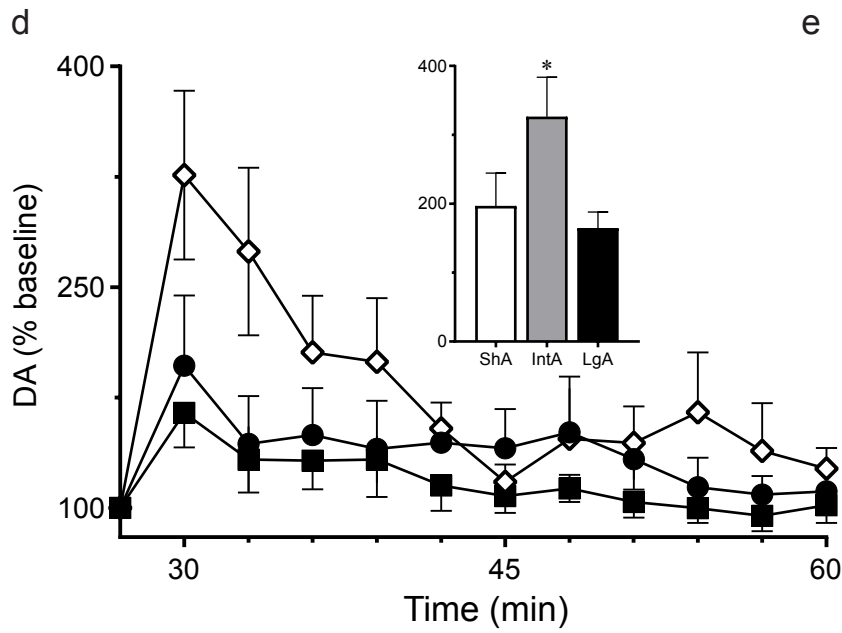 d
e
400
250
100
DA (% baseline)
30
45
60
Time (min)
400
200
0
*
ShA
IntA
LgA